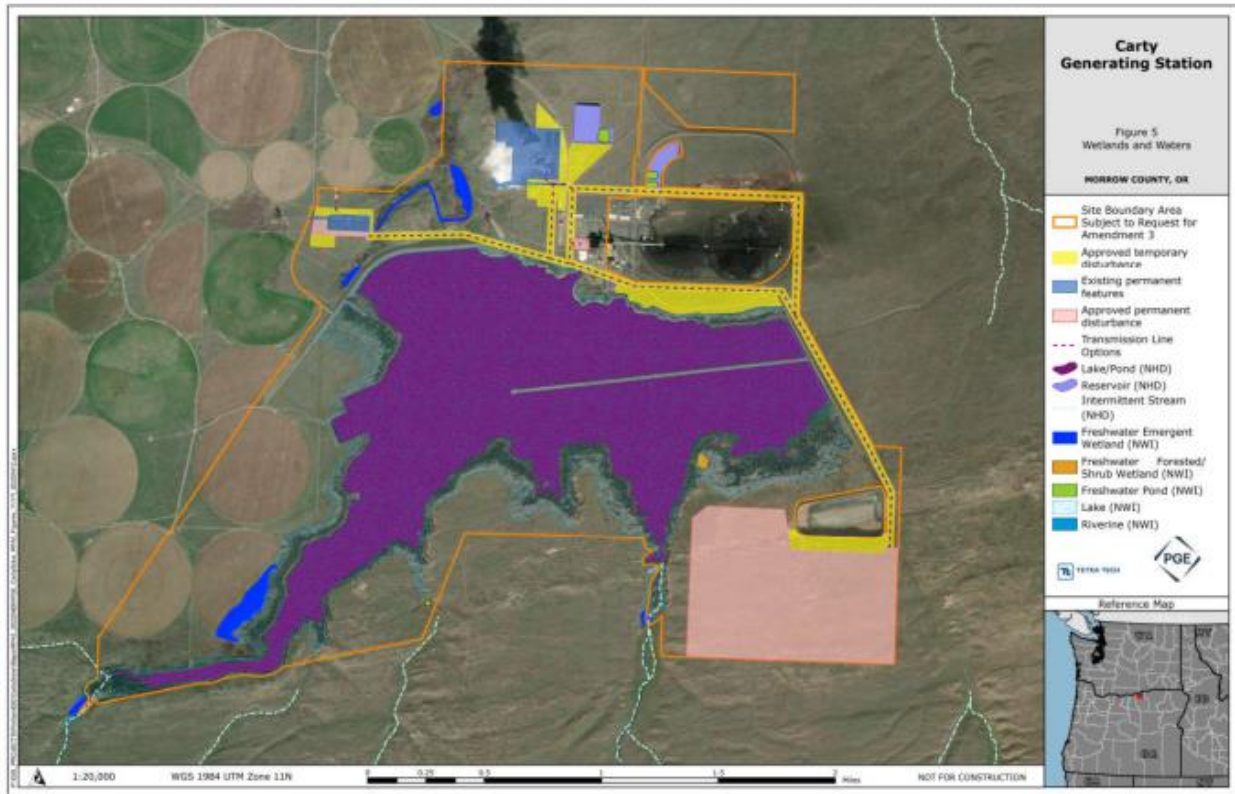 Carty
Generating Station
Figure 5
Wetlands and Waters
MORROW COUNTY, OR
Site Boundary Area
Subject to Request for
Amendment 3
Approved temporary
disturbance
Existing permanent
features
Approved permanent
disturbance
Transmission Line
Options
Lake/Pond (NHD)
Reservoir (NHD)
Intermittent Stream
(NHD)
Freshwater Emergent
Wetland (NWI)
Freshwater Forested/
Shrub Wetland (NWI)
Freshwater Pond (NWI)
Lake (NWI)
Riverine (NWI)
TETRA TECH
PGE
Reference Map
WA
ID
OR
1:20,000
WGS 1984 UTM Zone 11N
0 0.25 0.5 1 1.5 2
Miles
NOT FOR CONSTRUCTION